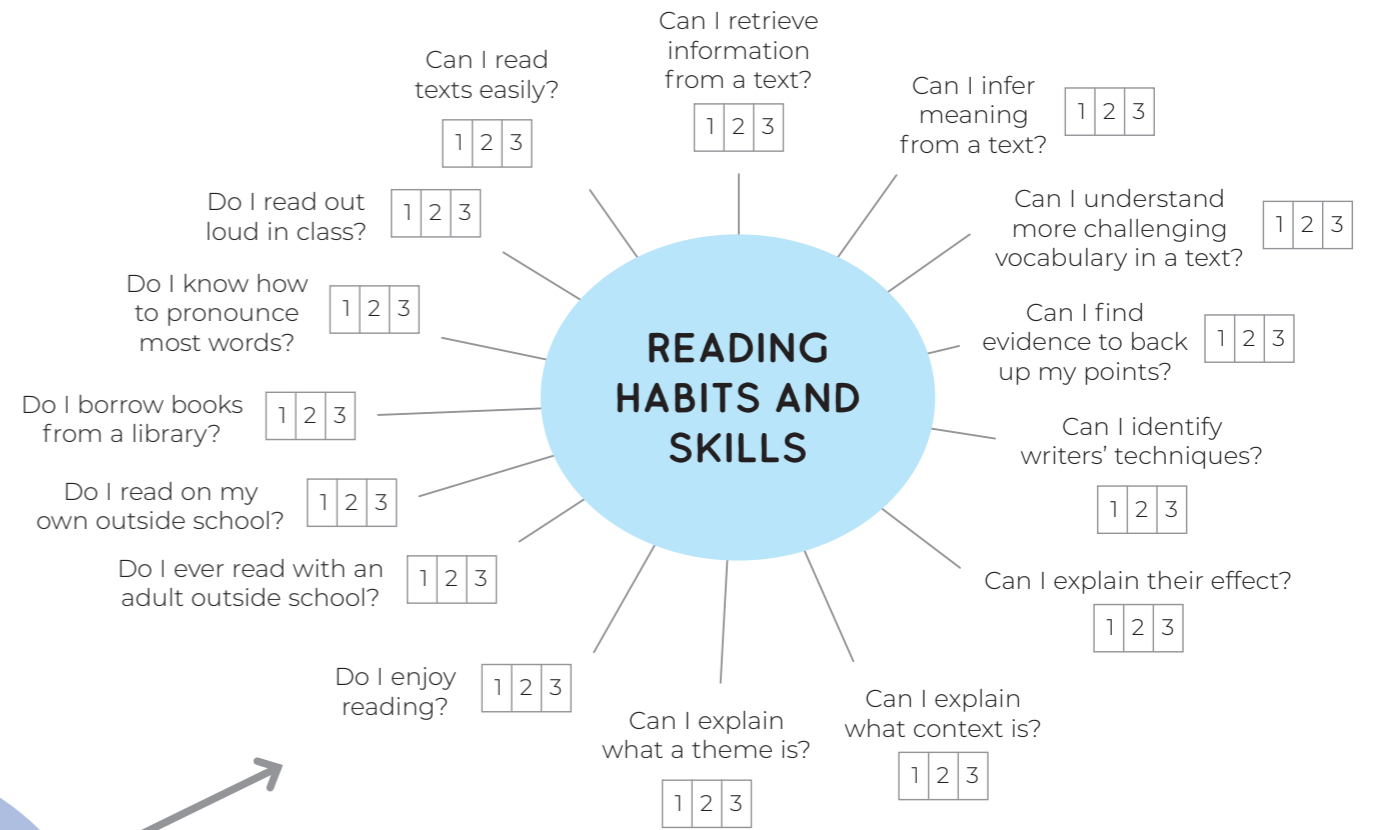 Can I retrieve
information
from a text?
1 2 3
Can I infer
meaning
from a text?
1 2 3
Can I understand
more challenging
vocabulary in a text?
1 2 3
Can I find
evidence to back
up my points?
1 2 3
Can I identify
writers’ techniques?
1 2 3
Can I explain their effect?
1 2 3
Can I explain
what context is?
1 2 3
Can I explain
what a theme is?
1 2 3
Do I enjoy
reading?
1 2 3
Do I ever read with an
adult outside school?
1 2 3
Do I read on my
own outside school?
1 2 3
Do I borrow books
from a library?
1 2 3
Do I know how
to pronounce
most words?
1 2 3
Do I read out
loud in class?
1 2 3
Can I read
texts easily?
1 2 3
READING
HABITS AND
SKILLS